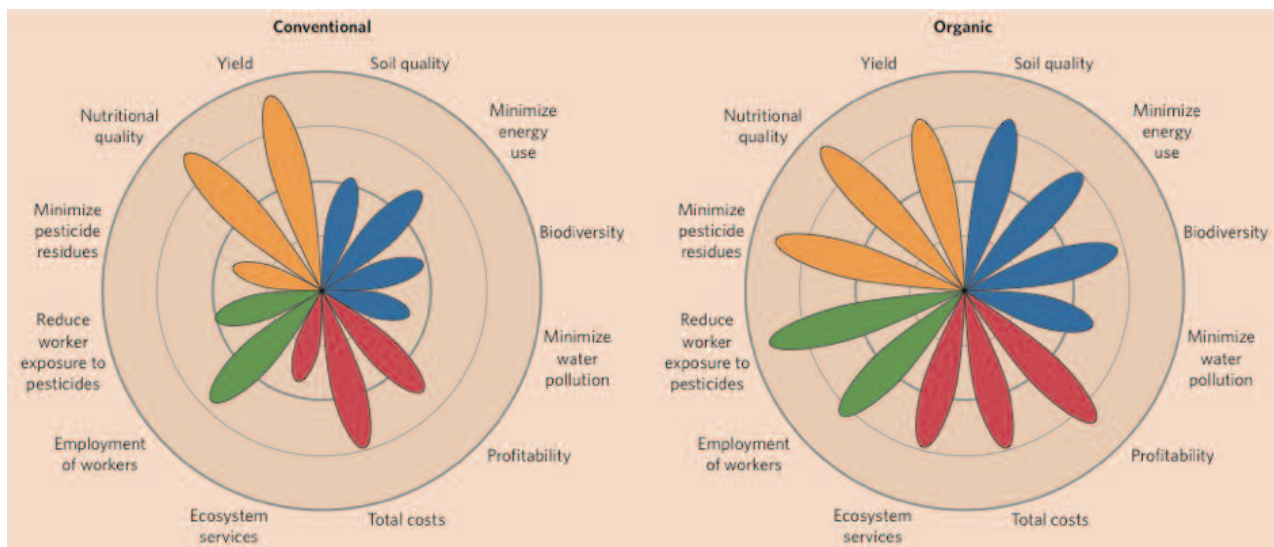 Conventional
Yield
Soil quality
Nutritional
quality
Minimize
energy
use
Minimize
pesticide
residues
Biodiversity
Reduce
worker
exposure to
pesticides
Minimize
water
pollution
Employment
of workers
Profitability
Ecosystem
services
Total costs
Organic
Yield
Soil quality
Nutritional
quality
Minimize
energy
use
Minimize
pesticide
residues
Biodiversity
Reduce
worker
exposure to
pesticides
Minimize
water
pollution
Employment
of workers
Profitability
Ecosystem
services
Total costs